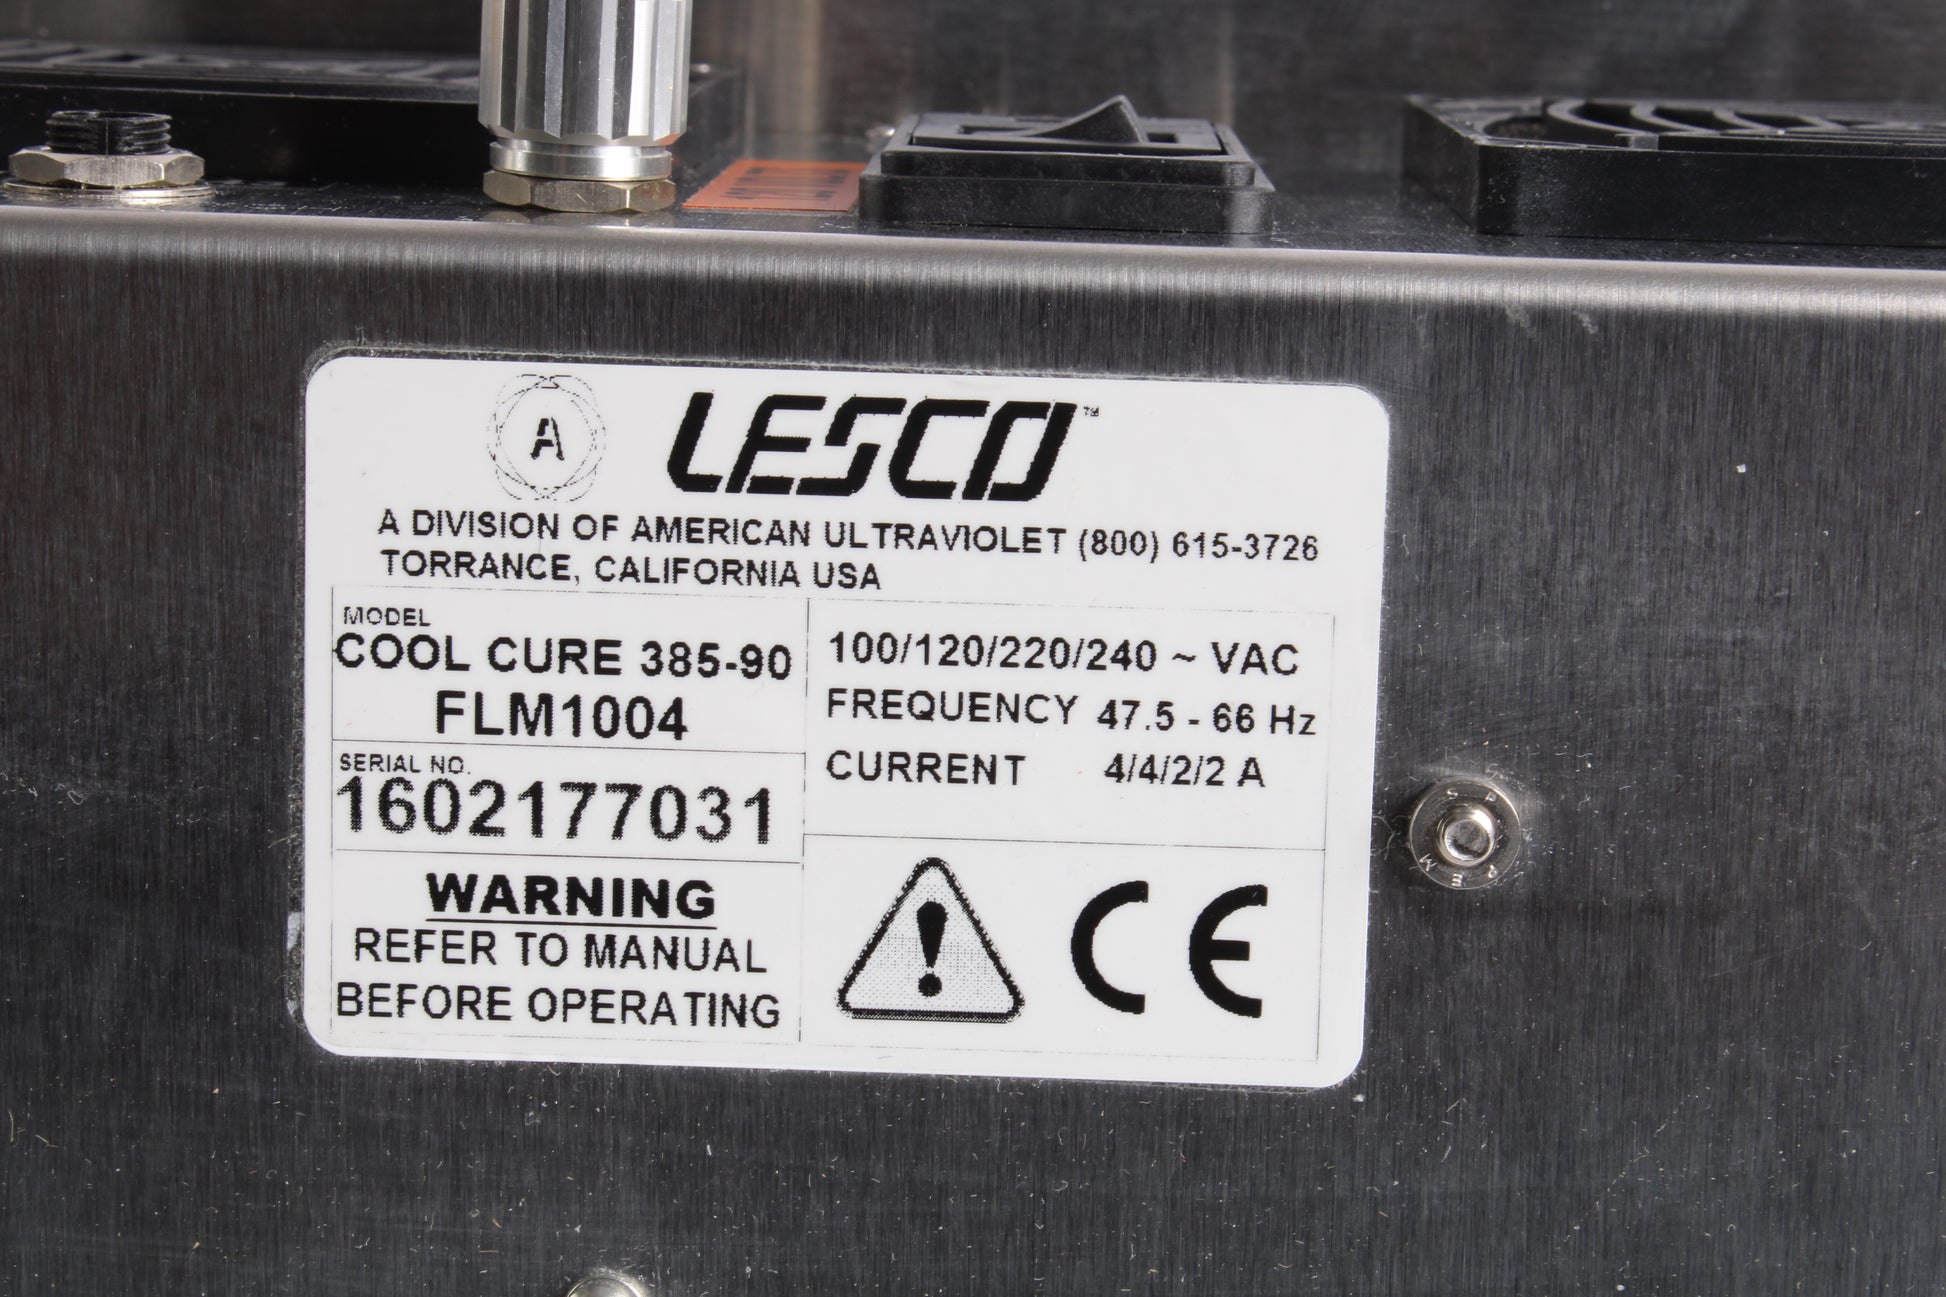 A LESCO™
A DIVISION OF AMERICAN ULTRAVIOLET (800) 615-3726
TORRANCE, CALIFORNIA USA
MODEL
COOL CURE 385-90
FLM1004
SERIAL NO.
1602177031
WARNING
REFER TO MANUAL
BEFORE OPERATING
100/120/220/240 ~ VAC
FREQUENCY 47.5 - 66 Hz
CURRENT 4/4/2/2 A
CE
PEM